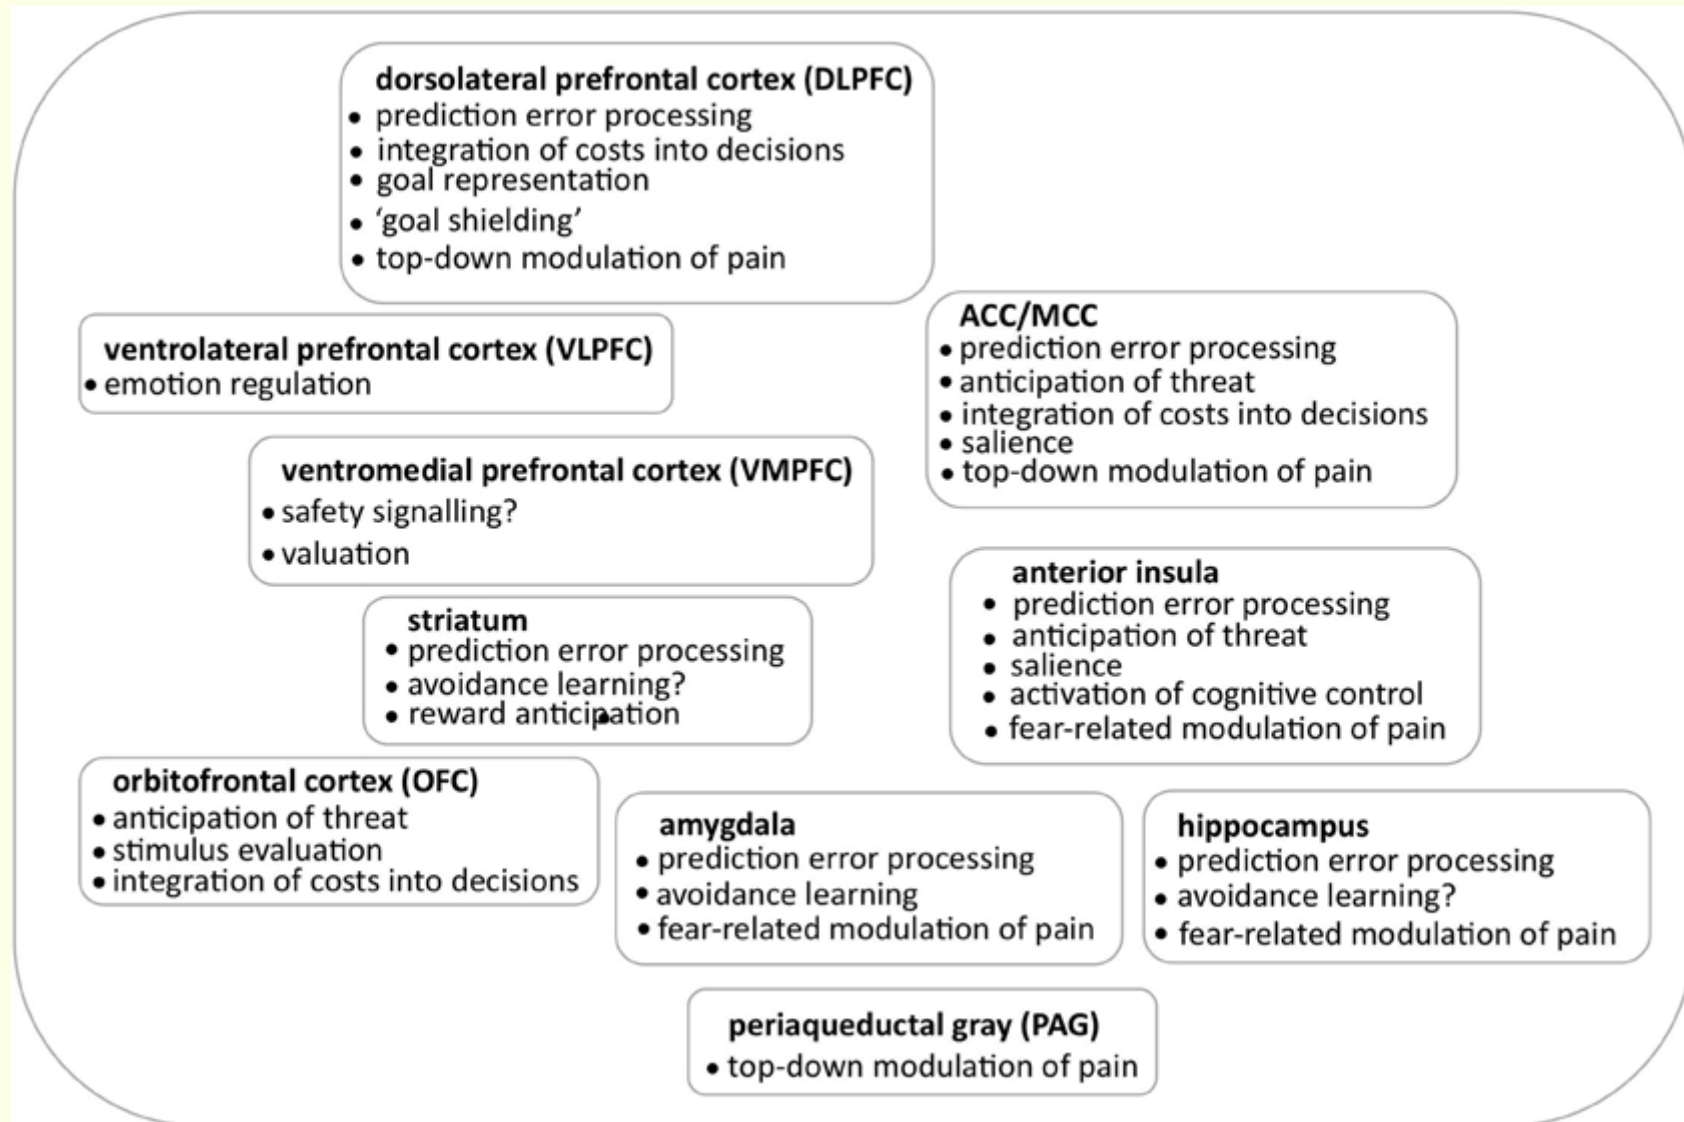 dorsolateral prefrontal cortex (DLPFC)
• prediction error processing
• integration of costs into decisions
• goal representation
• ‘goal shielding’
• top-down modulation of pain
ventrolateral prefrontal cortex (VLPFC)
• emotion regulation
ACC/MCC
• prediction error processing
• anticipation of threat
• integration of costs into decisions
• salience
• top-down modulation of pain
ventromedial prefrontal cortex (VMPFC)
• safety signalling?
• valuation
anterior insula
• prediction error processing
• anticipation of threat
• salience
• activation of cognitive control
• fear-related modulation of pain
striatum
• prediction error processing
• avoidance learning?
• reward anticipation
orbitofrontal cortex (OFC)
• anticipation of threat
• stimulus evaluation
• integration of costs into decisions
amygdala
• prediction error processing
• avoidance learning
• fear-related modulation of pain
hippocampus
• prediction error processing
• avoidance learning?
• fear-related modulation of pain
periaqueductal gray (PAG)
• top-down modulation of pain